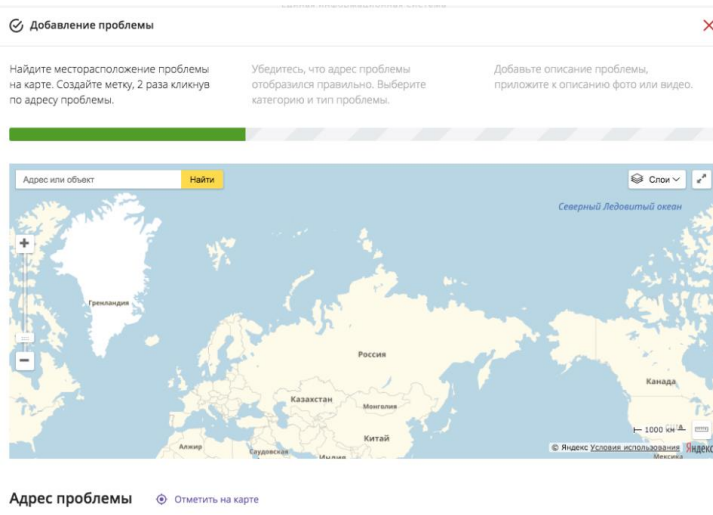 Добавление проблемы
Найдите месторасположение проблемы
на карте. Создайте метку, 2 раза кликнув
по адресу проблемы.
Убедитесь, что адрес проблемы
отобразился правильно. Выберите
категорию и тип проблемы.
Добавьте описание проблемы,
приложите к описанию фото или видео.
Адрес или объект
Найти
Слои
Северный Ледовитый океан
Гренландия
Россия
Канада
Казахстан
Монголия
Китай
1000 км
Алжир
Саудовская
Индия
© Яндекс Условия использования
Яндекс
Мексика
Адрес проблемы
Отметить на карте